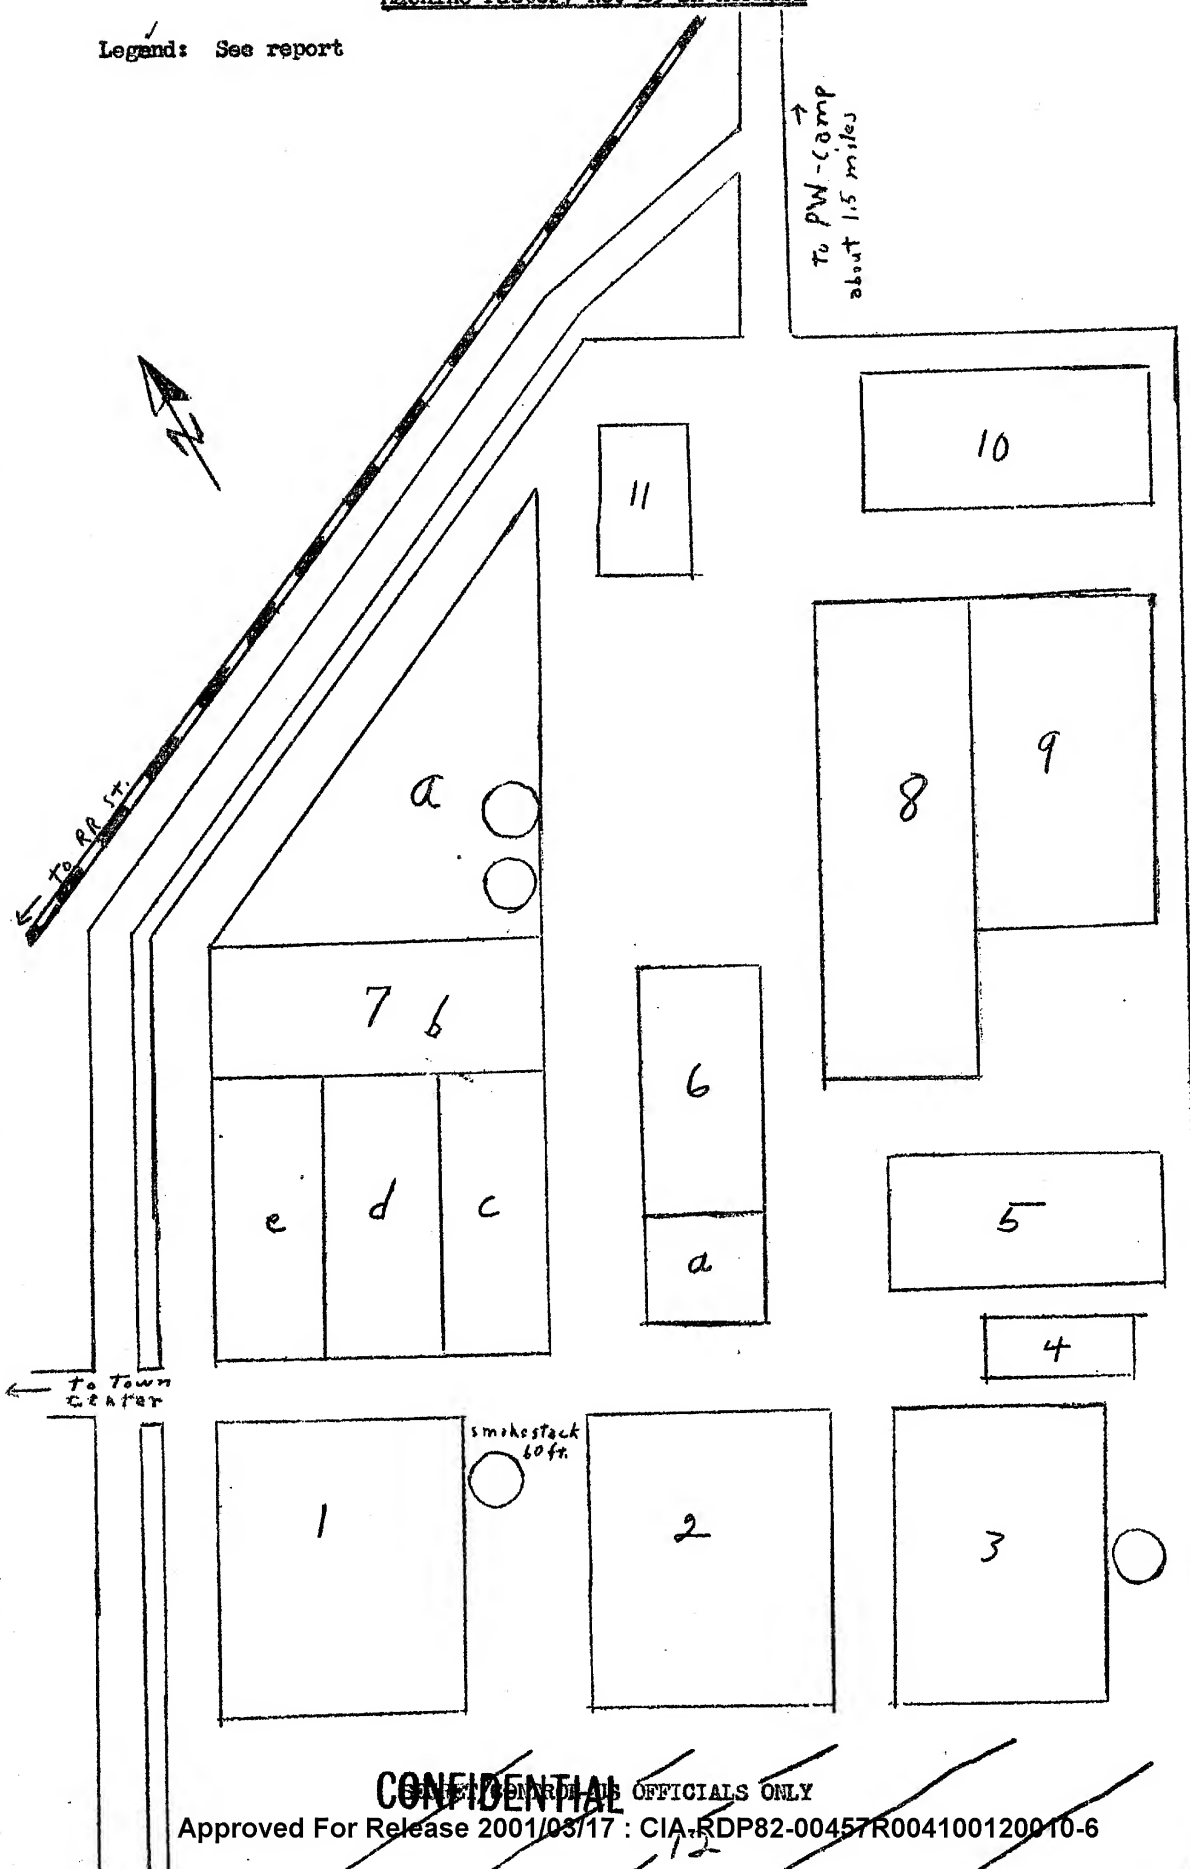 Legend: See report
to PW-Camp →
about 1.5 miles
N
10
11
9
8
a
← To RR St.
7 b
6
e
d
c
5
a
4
← To Town
Center
smokestack
60 ft.
1
2
3
CONFIDENTIAL
OFFICIALS ONLY
Approved For Release 2001/03/17 : CIA-RDP82-00457R004100120010-6
12